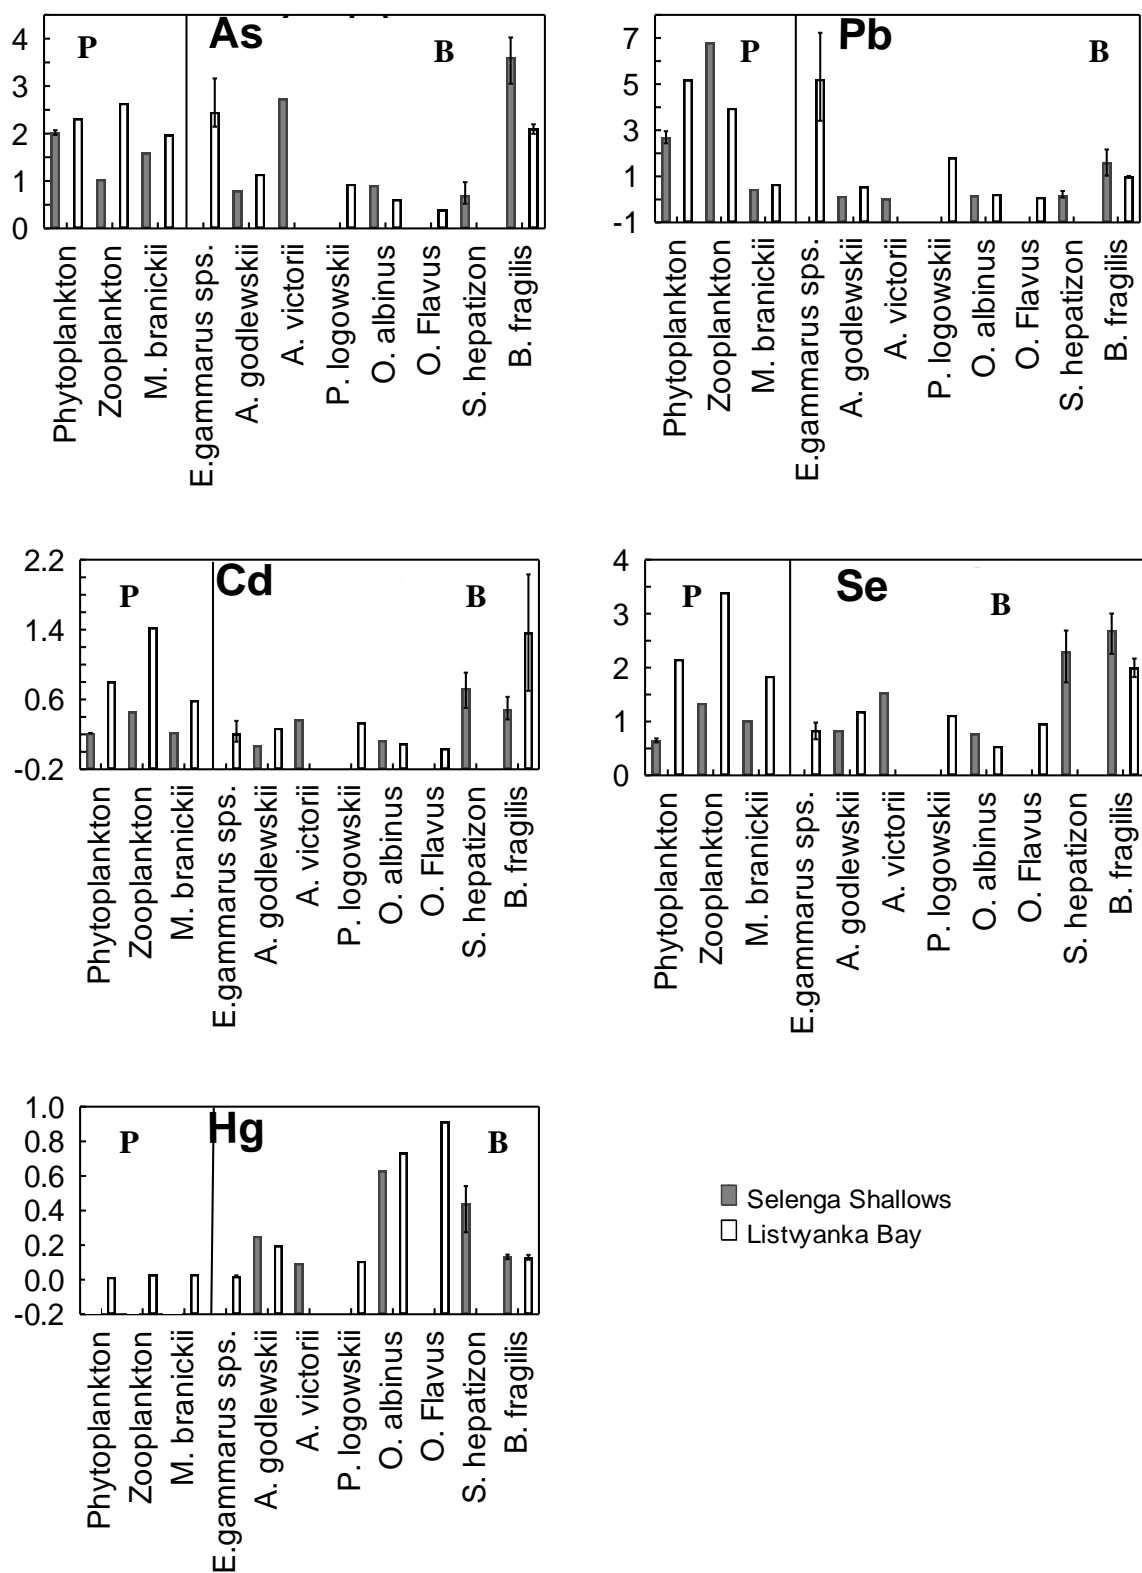 As
P
B
4
3
2
1
0
Phytoplankton
Zooplankton
M. branickii
E.gammarus sps.
A. godlewskii
A. victorii
P. logowskii
O. albinus
O. Flavus
S. hepatizon
B. fragilis
Pb
P
B
7
5
3
1
-1
Phytoplankton
Zooplankton
M. branickii
E.gammarus sps.
A. godlewskii
A. victorii
P. logowskii
O. albinus
O. Flavus
S. hepatizon
B. fragilis
Cd
P
B
2.2
1.4
0.6
-0.2
Phytoplankton
Zooplankton
M. branickii
E.gammarus sps.
A. godlewskii
A. victorii
P. logowskii
O. albinus
O. Flavus
S. hepatizon
B. fragilis
Se
P
B
4
3
2
1
0
Phytoplankton
Zooplankton
M. branickii
E.gammarus sps.
A. godlewskii
A. victorii
P. logowskii
O. albinus
O. Flavus
S. hepatizon
B. fragilis
Hg
P
B
1.0
0.8
0.6
0.4
0.2
0.0
-0.2
Phytoplankton
Zooplankton
M. branickii
E.gammarus sps.
A. godlewskii
A. victorii
P. logowskii
O. albinus
O. Flavus
S. hepatizon
B. fragilis
Selenga Shallows
Listvyanka Bay